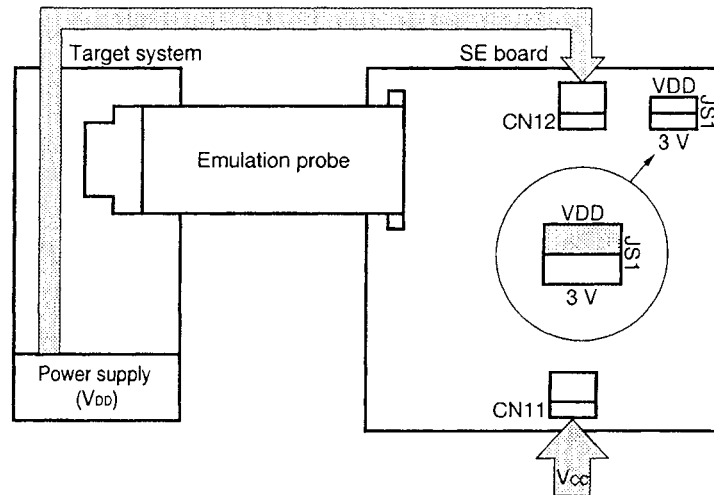 Target system
SE board
VDD
JS1
CN12
3 V
Emulation probe
VDD
JS1
3 V
Power supply
(VDD)
CN11
Vcc